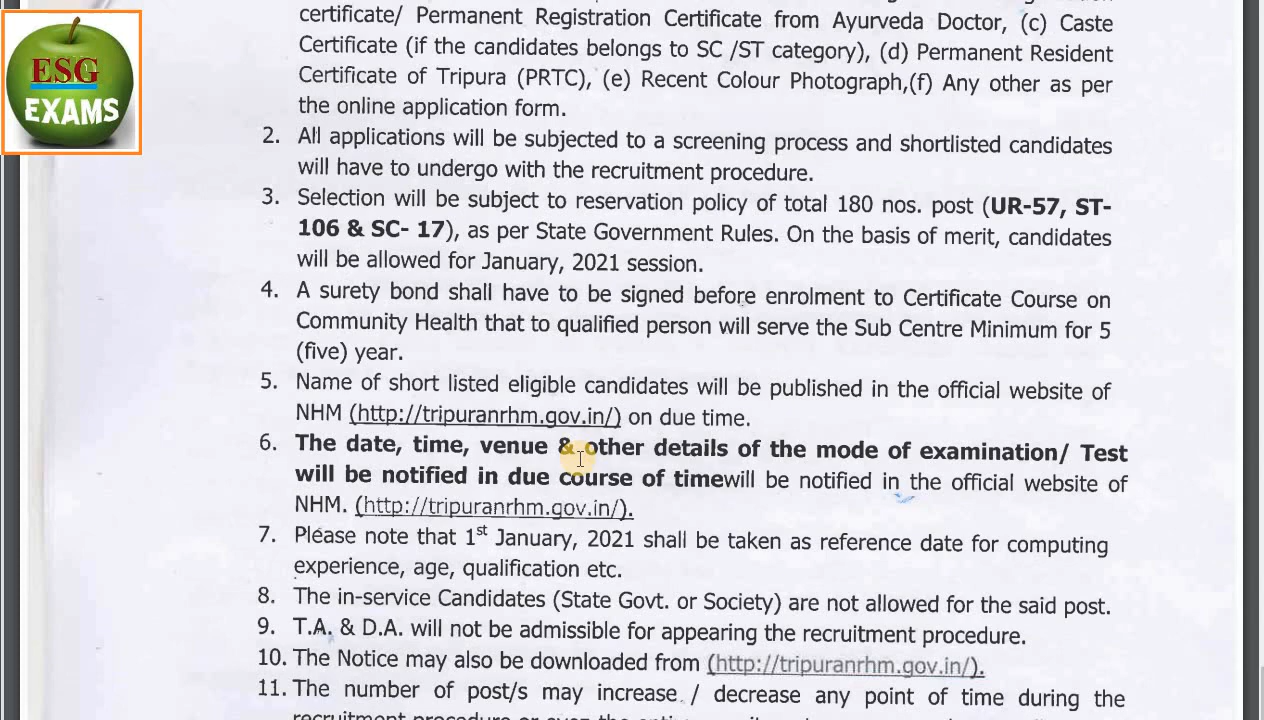 ESG
EXAMS
certificate/ Permanent Registration Certificate from Ayurveda Doctor, (c) Caste
Certificate (if the candidates belongs to SC /ST category), (d) Permanent Resident
Certificate of Tripura (PRTC), (e) Recent Colour Photograph,(f) Any other as per
the online application form.
2. All applications will be subjected to a screening process and shortlisted candidates
will have to undergo with the recruitment procedure.
3. Selection will be subject to reservation policy of total 180 nos. post (UR-57, ST-
106 & SC- 17), as per State Government Rules. On the basis of merit, candidates
will be allowed for January, 2021 session.
4. A surety bond shall have to be signed before enrolment to Certificate Course on
Community Health that to qualified person will serve the Sub Centre Minimum for 5
(five) year.
5. Name of short listed eligible candidates will be published in the official website of
NHM (http://tripuranrhm.gov.in/) on due time.
6. The date, time, venue & other details of the mode of examination/ Test
will be notified in due course of timewill be notified in the official website of
NHM. (http://tripuranrhm.gov.in/).
7. Please note that 1st January, 2021 shall be taken as reference date for computing
experience, age, qualification etc.
8. The in-service Candidates (State Govt. or Society) are not allowed for the said post.
9. T.A. & D.A. will not be admissible for appearing the recruitment procedure.
10. The Notice may also be downloaded from (http://tripuranrhm.gov.in/).
11. The number of post/s may increase / decrease any point of time during the